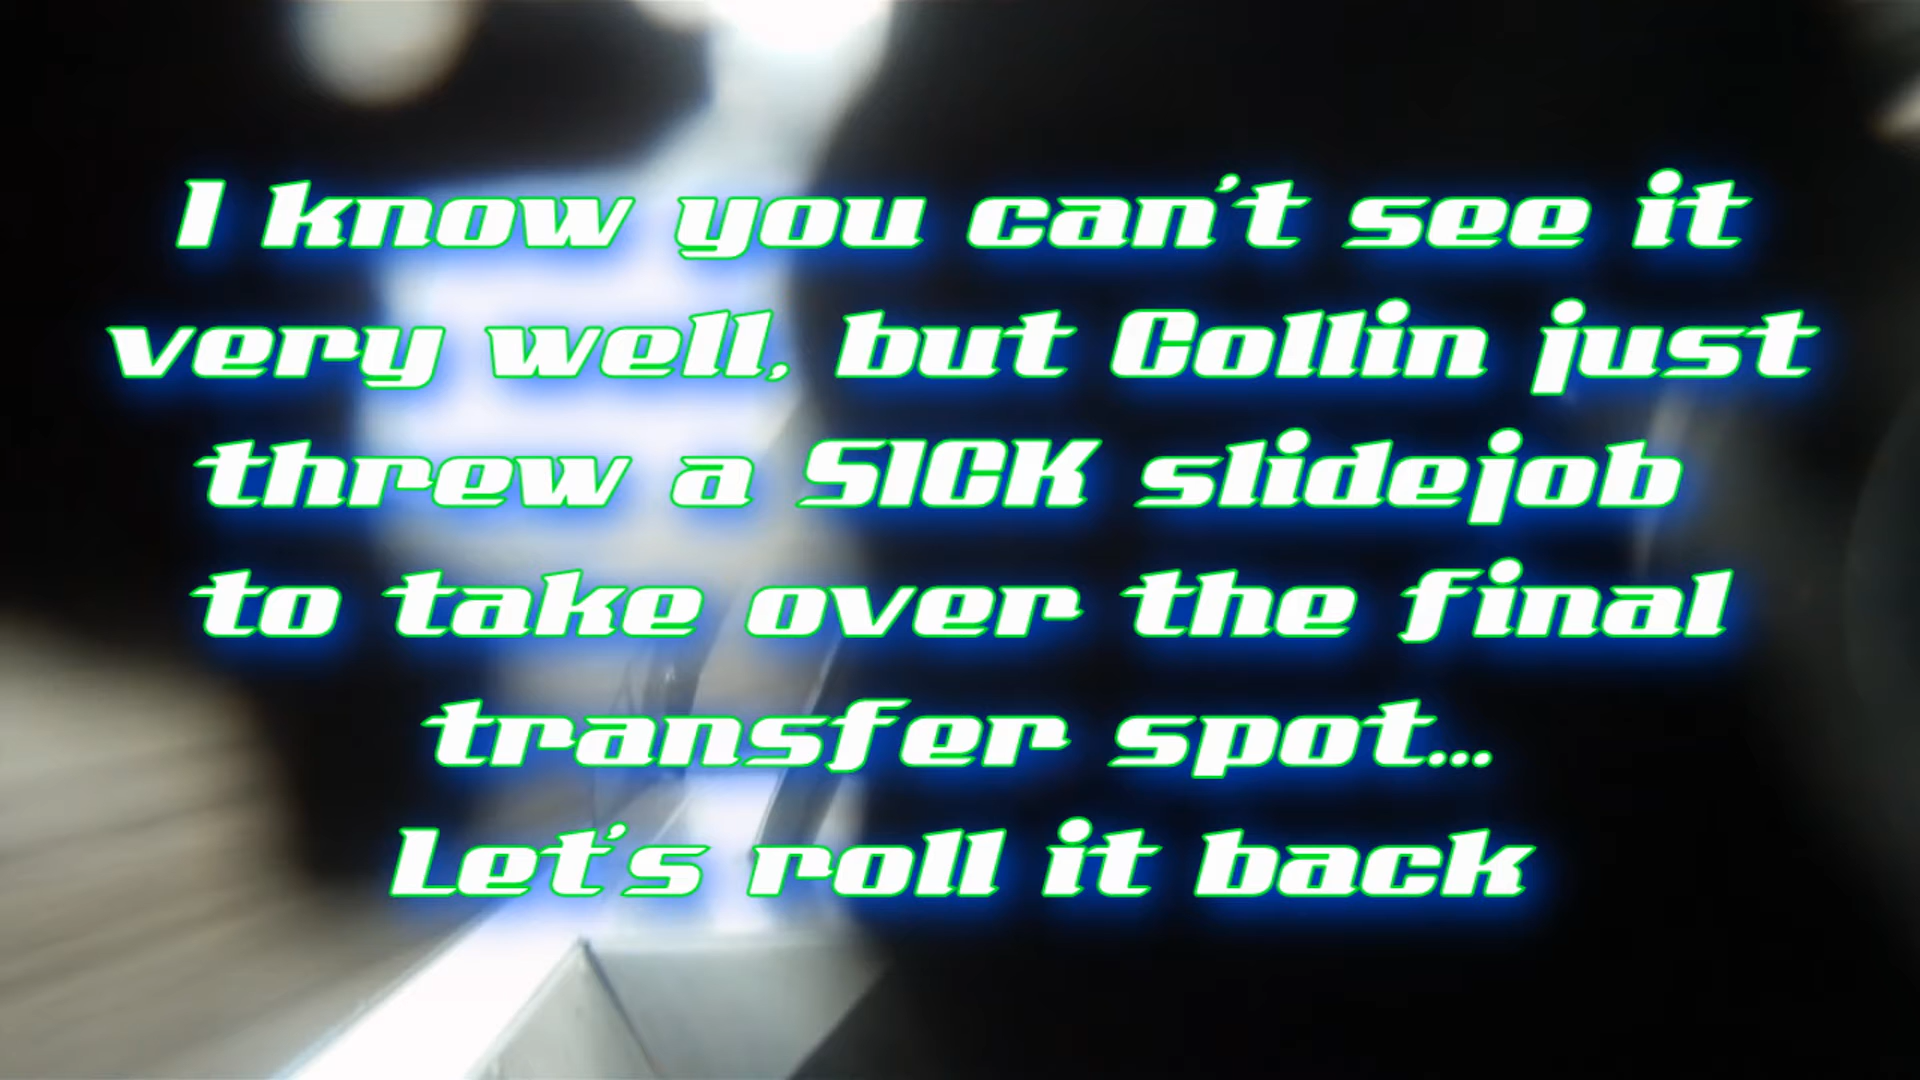 I know you can't see it
very well, but Collin just
threw a SICK slidejob
to take over the final
transfer spot...
Let's roll it back